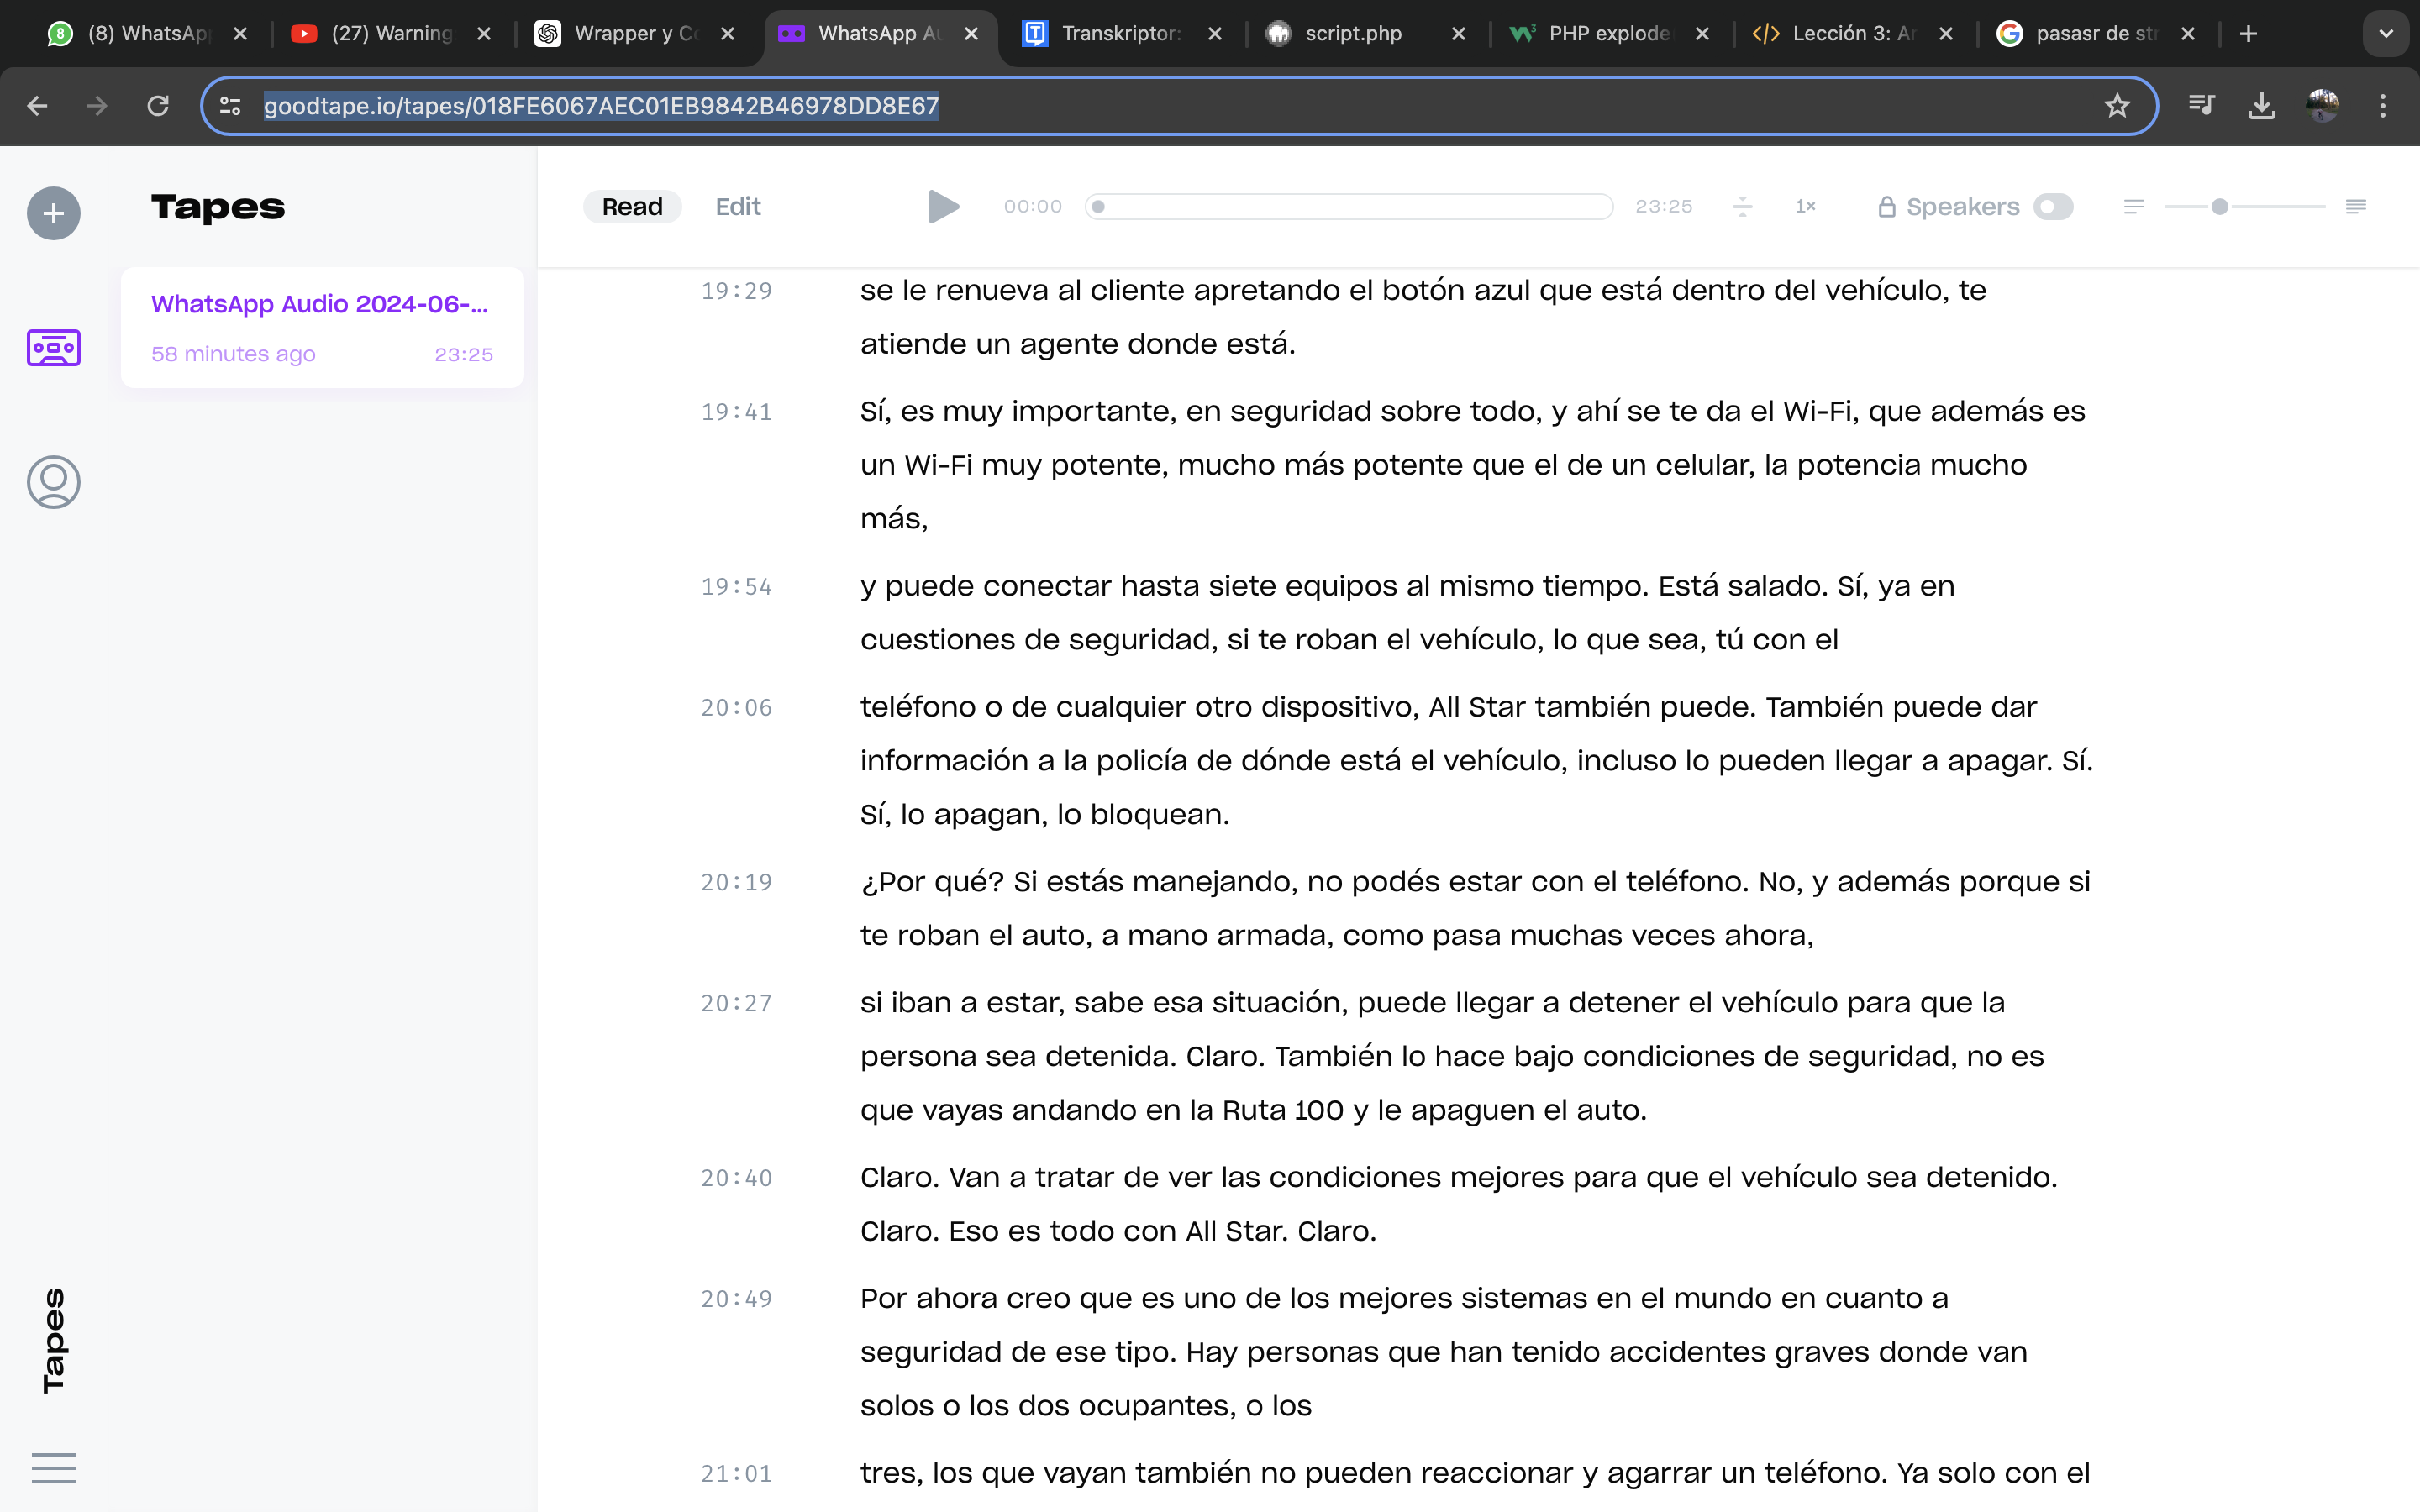 (8) WhatsAp
(27) Warning
Wrapper y Co
WhatsApp Au
Transkriptor:
script.php
PHP explode
Lección 3: Ar
pasasr de str
goodtape.io/tapes/018FE6067AEC01EB9842B46978DD8E67
Tapes
WhatsApp Audio 2024-06-...
58 minutes ago
23:25
Tapes
Read
Edit
00:00
23:25
1×
Speakers
19:29
se le renueva al cliente apretando el botón azul que está dentro del vehículo, te
atiende un agente donde está.
19:41
Sí, es muy importante, en seguridad sobre todo, y ahí se te da el Wi-Fi, que además es
un Wi-Fi muy potente, mucho más potente que el de un celular, la potencia mucho
más,
19:54
y puede conectar hasta siete equipos al mismo tiempo. Está salado. Sí, ya en
cuestiones de seguridad, si te roban el vehículo, lo que sea, tú con el
20:06
teléfono o de cualquier otro dispositivo, All Star también puede. También puede dar
información a la policía de dónde está el vehículo, incluso lo pueden llegar a apagar. Sí.
Sí, lo apagan, lo bloquean.
20:19
¿Por qué? Si estás manejando, no podés estar con el teléfono. No, y además porque si
te roban el auto, a mano armada, como pasa muchas veces ahora,
20:27
si iban a estar, sabe esa situación, puede llegar a detener el vehículo para que la
persona sea detenida. Claro. También lo hace bajo condiciones de seguridad, no es
que vayas andando en la Ruta 100 y le apaguen el auto.
20:40
Claro. Van a tratar de ver las condiciones mejores para que el vehículo sea detenido.
Claro. Eso es todo con All Star. Claro.
20:49
Por ahora creo que es uno de los mejores sistemas en el mundo en cuanto a
seguridad de ese tipo. Hay personas que han tenido accidentes graves donde van
solos o los dos ocupantes, o los
21:01
tres, los que vayan también no pueden reaccionar y agarrar un teléfono. Ya solo con el